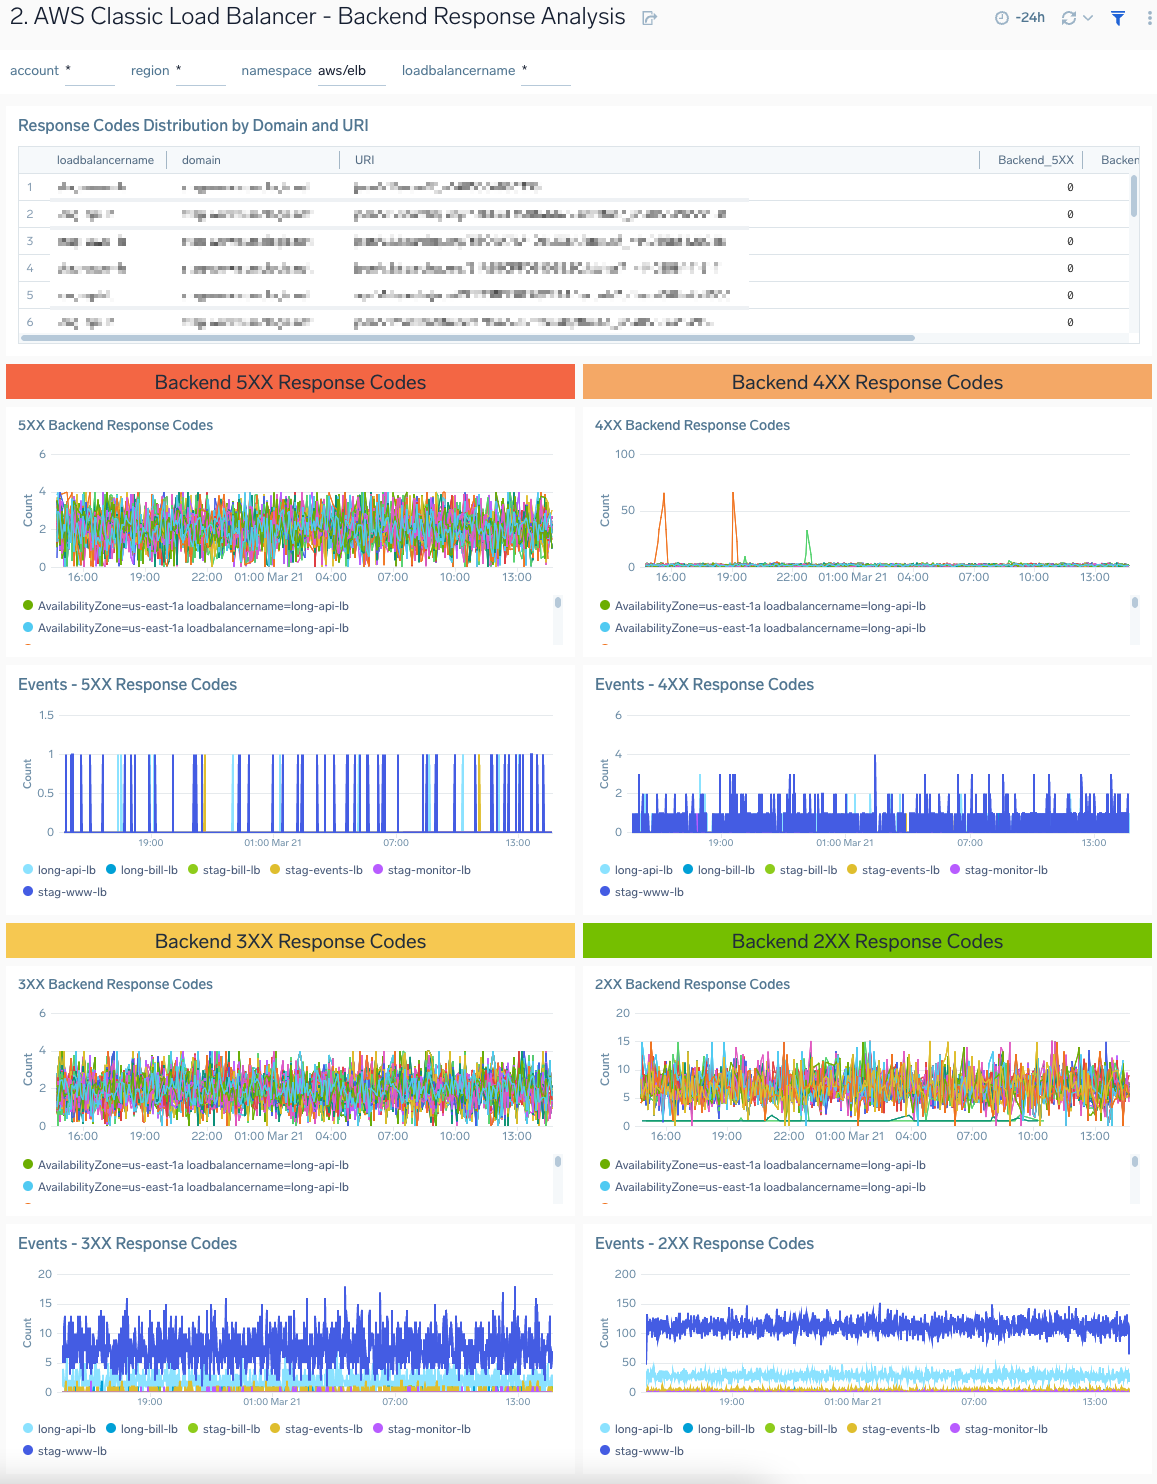 2. AWS Classic Load Balancer - Backend Response Analysis
-24h
account * region * namespace aws/elb loadbalancername *
Response Codes Distribution by Domain and URI
loadbalancername domain URI Backend_5XX Backen
1 0
2 0
3 0
4 0
5 0
6 0
Backend 5XX Response Codes
5XX Backend Response Codes
6
4
2
0
Count
16:00 19:00 22:00 01:00 Mar 21 04:00 07:00 10:00 13:00
AvailabilityZone=us-east-1a loadbalancername=long-api-lb
AvailabilityZone=us-east-1a loadbalancername=long-api-lb
Backend 4XX Response Codes
4XX Backend Response Codes
100
50
0
Count
16:00 19:00 22:00 01:00 Mar 21 04:00 07:00 10:00 13:00
AvailabilityZone=us-east-1a loadbalancername=long-api-lb
AvailabilityZone=us-east-1a loadbalancername=long-api-lb
Events - 5XX Response Codes
1.5
1
0.5
0
Count
19:00 01:00 Mar 21 07:00 13:00
long-api-lb long-bill-lb stag-bill-lb stag-events-lb stag-monitor-lb
stag-www-lb
Events - 4XX Response Codes
6
4
2
0
Count
19:00 01:00 Mar 21 07:00 13:00
long-api-lb long-bill-lb stag-bill-lb stag-events-lb stag-monitor-lb
stag-www-lb
Backend 3XX Response Codes
3XX Backend Response Codes
6
4
2
0
Count
16:00 19:00 22:00 01:00 Mar 21 04:00 07:00 10:00 13:00
AvailabilityZone=us-east-1a loadbalancername=long-api-lb
AvailabilityZone=us-east-1a loadbalancername=long-api-lb
Backend 2XX Response Codes
2XX Backend Response Codes
20
15
10
5
0
Count
16:00 19:00 22:00 01:00 Mar 21 04:00 07:00 10:00 13:00
AvailabilityZone=us-east-1a loadbalancername=long-api-lb
AvailabilityZone=us-east-1a loadbalancername=long-api-lb
Events - 3XX Response Codes
20
15
10
5
0
Count
19:00 01:00 Mar 21 07:00 13:00
long-api-lb long-bill-lb stag-bill-lb stag-events-lb stag-monitor-lb
stag-www-lb
Events - 2XX Response Codes
200
150
100
50
0
Count
19:00 01:00 Mar 21 07:00 13:00
long-api-lb long-bill-lb stag-bill-lb stag-events-lb stag-monitor-lb
stag-www-lb